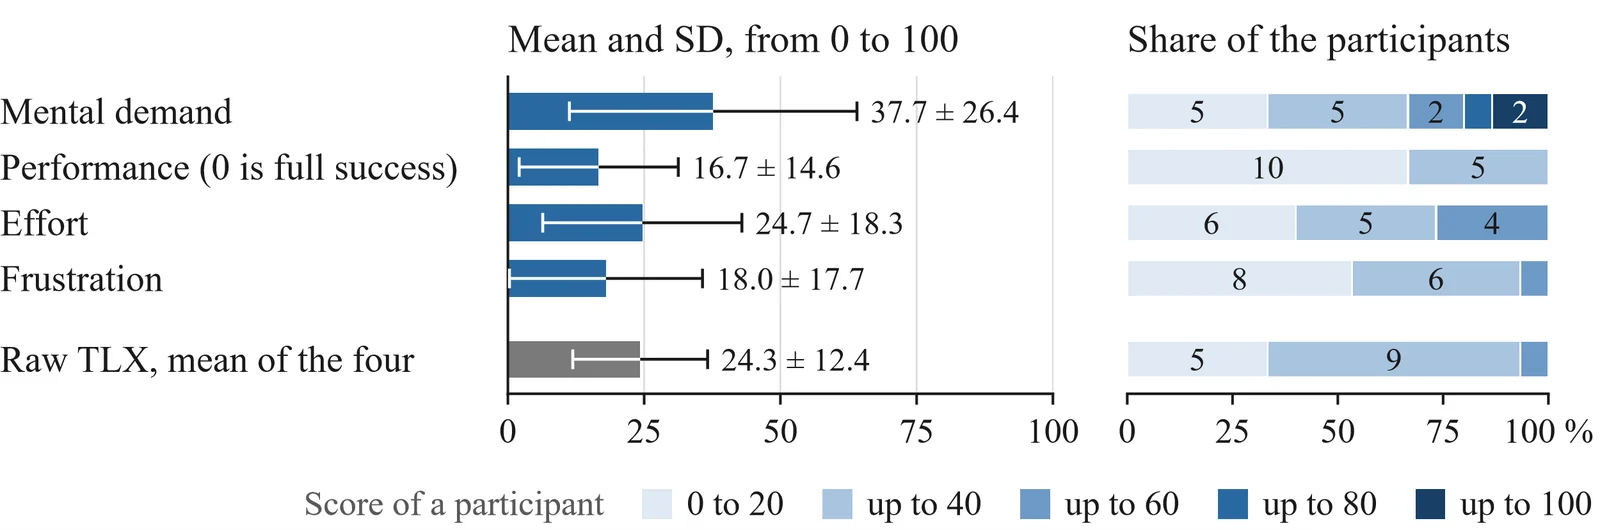 Mean and SD, from 0 to 100 Share of the participants
Mental demand 37.7 ± 26.4 5 5 2 2
Performance (0 is full success) 16.7 ± 14.6 10 5
Effort 24.7 ± 18.3 6 5 4
Frustration 18.0 ± 17.7 8 6
Raw TLX, mean of the four 24.3 ± 12.4 5 9
0 25 50 75 100 0 25 50 75 100 %
Score of a participant 0 to 20 up to 40 up to 60 up to 80 up to 100